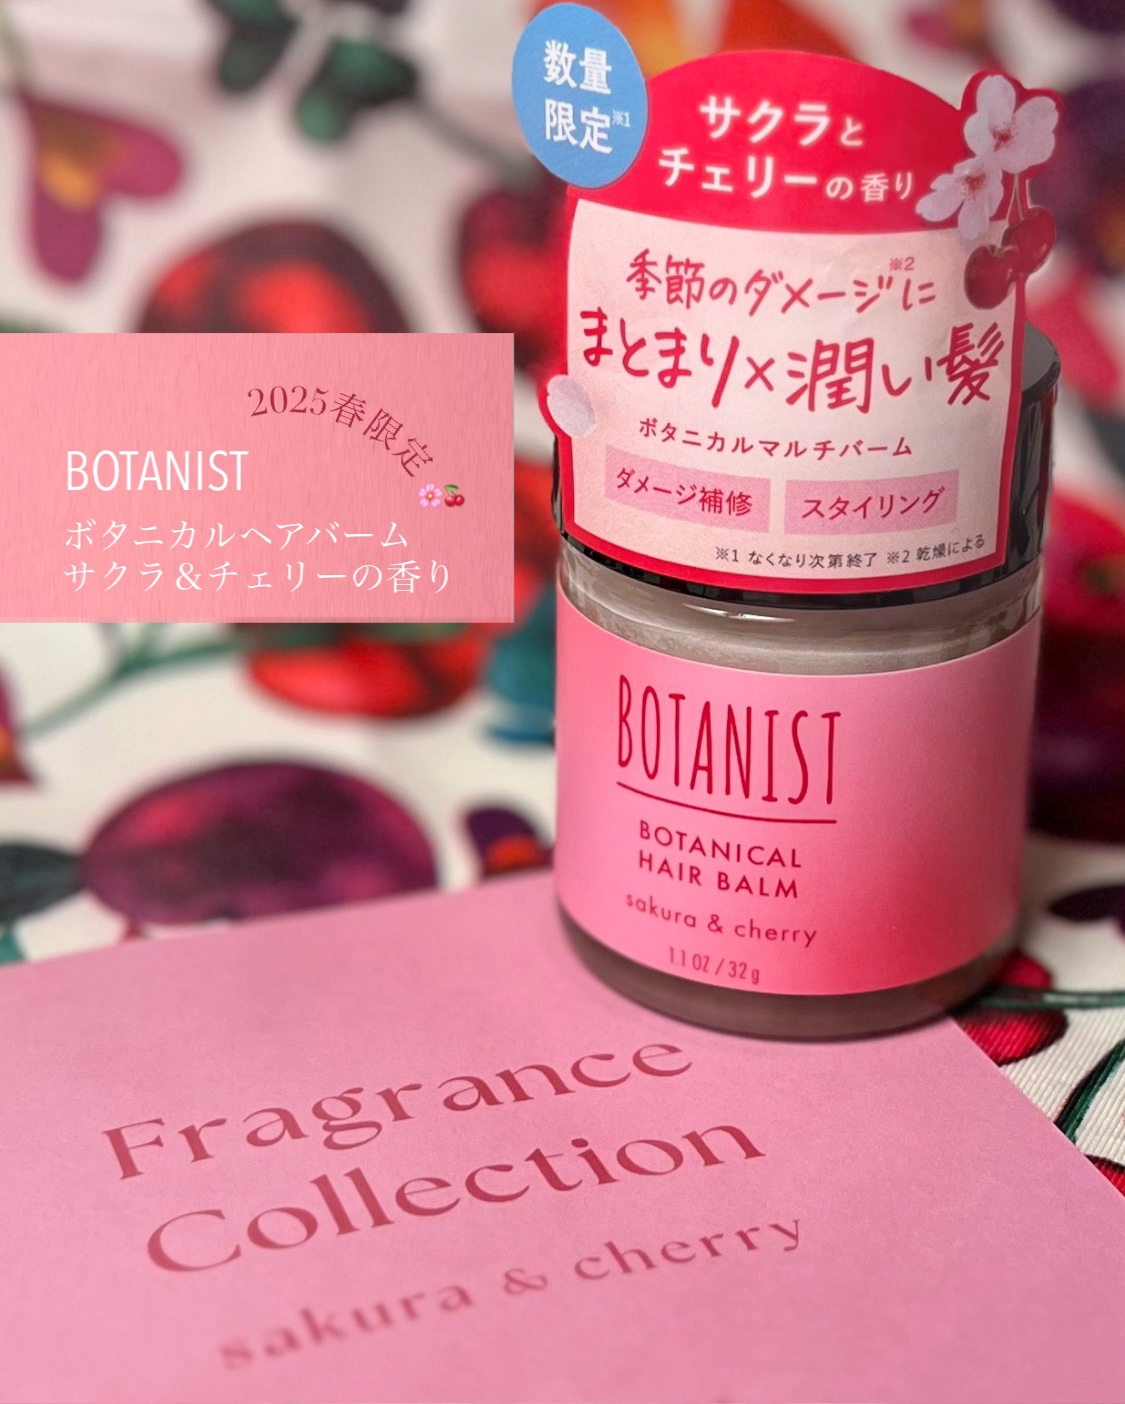 数量
限定※1
サクラと
チェリーの香り
季節のダメージ※2に
まとまり×潤い髪
ボタニカルマルチバーム
ダメージ補修 スタイリング
※1 なくなり次第終了 ※2 乾燥による
2025春限定
BOTANIST
ボタニカルヘアバーム
サクラ＆チェリーの香り
BOTANIST
BOTANICAL
HAIR BALM
sakura & cherry
1.1 OZ / 32g
Fragrance
Collection
sakura & cherry